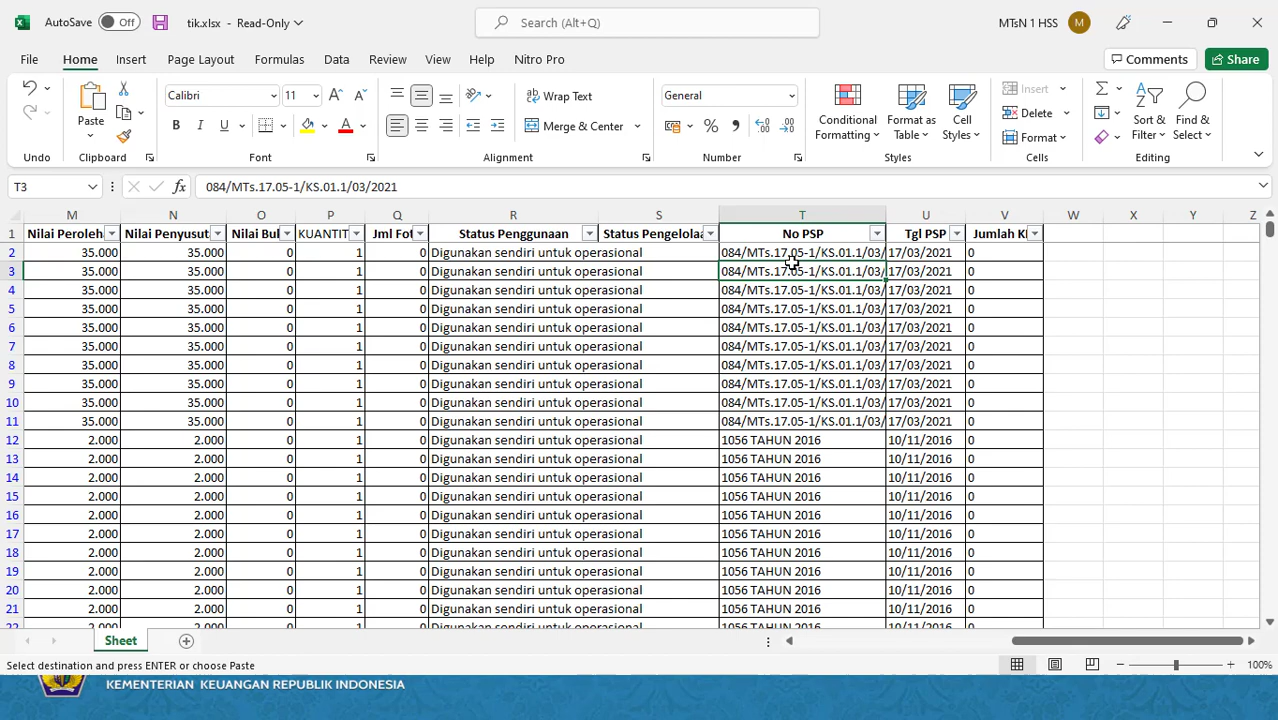 AutoSave Off tik.xlsx - Read-Only Search (Alt+Q) MTsN 1 HSS M
File Home Insert Page Layout Formulas Data Review View Help Nitro Pro Comments Share
Paste Calibri 11 Wrap Text General Conditional Formatting Format as Table Cell Styles Insert Sort & Filter Find & Select
B I U Merge & Center % Delete
Format
Undo Clipboard Font Alignment Number Styles Cells Editing
T3 fx 084/MTs.17.05-1/KS.01.1/03/2021
M N O P Q R S T U V W X Y Z
1 Nilai Peroleh Nilai Penyusut Nilai Bu KUANTIT Jml Fot Status Penggunaan Status Pengelola No PSP Tgl PSP Jumlah K
2 35.000 35.000 0 1 0 Digunakan sendiri untuk operasional 084/MTs.17.05-1/KS.01.1/03/ 17/03/2021 0
3 35.000 35.000 0 1 0 Digunakan sendiri untuk operasional 084/MTs.17.05-1/KS.01.1/03/ 17/03/2021 0
4 35.000 35.000 0 1 0 Digunakan sendiri untuk operasional 084/MTs.17.05-1/KS.01.1/03/ 17/03/2021 0
5 35.000 35.000 0 1 0 Digunakan sendiri untuk operasional 084/MTs.17.05-1/KS.01.1/03/ 17/03/2021 0
6 35.000 35.000 0 1 0 Digunakan sendiri untuk operasional 084/MTs.17.05-1/KS.01.1/03/ 17/03/2021 0
7 35.000 35.000 0 1 0 Digunakan sendiri untuk operasional 084/MTs.17.05-1/KS.01.1/03/ 17/03/2021 0
8 35.000 35.000 0 1 0 Digunakan sendiri untuk operasional 084/MTs.17.05-1/KS.01.1/03/ 17/03/2021 0
9 35.000 35.000 0 1 0 Digunakan sendiri untuk operasional 084/MTs.17.05-1/KS.01.1/03/ 17/03/2021 0
10 35.000 35.000 0 1 0 Digunakan sendiri untuk operasional 084/MTs.17.05-1/KS.01.1/03/ 17/03/2021 0
11 35.000 35.000 0 1 0 Digunakan sendiri untuk operasional 084/MTs.17.05-1/KS.01.1/03/ 17/03/2021 0
12 2.000 2.000 0 1 0 Digunakan sendiri untuk operasional 1056 TAHUN 2016 10/11/2016 0
13 2.000 2.000 0 1 0 Digunakan sendiri untuk operasional 1056 TAHUN 2016 10/11/2016 0
14 2.000 2.000 0 1 0 Digunakan sendiri untuk operasional 1056 TAHUN 2016 10/11/2016 0
15 2.000 2.000 0 1 0 Digunakan sendiri untuk operasional 1056 TAHUN 2016 10/11/2016 0
16 2.000 2.000 0 1 0 Digunakan sendiri untuk operasional 1056 TAHUN 2016 10/11/2016 0
17 2.000 2.000 0 1 0 Digunakan sendiri untuk operasional 1056 TAHUN 2016 10/11/2016 0
18 2.000 2.000 0 1 0 Digunakan sendiri untuk operasional 1056 TAHUN 2016 10/11/2016 0
19 2.000 2.000 0 1 0 Digunakan sendiri untuk operasional 1056 TAHUN 2016 10/11/2016 0
20 2.000 2.000 0 1 0 Digunakan sendiri untuk operasional 1056 TAHUN 2016 10/11/2016 0
21 2.000 2.000 0 1 0 Digunakan sendiri untuk operasional 1056 TAHUN 2016 10/11/2016 0
22 2.000 2.000 0 1 0 Digunakan sendiri untuk operasional 1056 TAHUN 2016 10/11/2016 0
Sheet
Select destination and press ENTER or choose Paste 100%
KEMENTERIAN KEUANGAN REPUBLIK INDONESIA